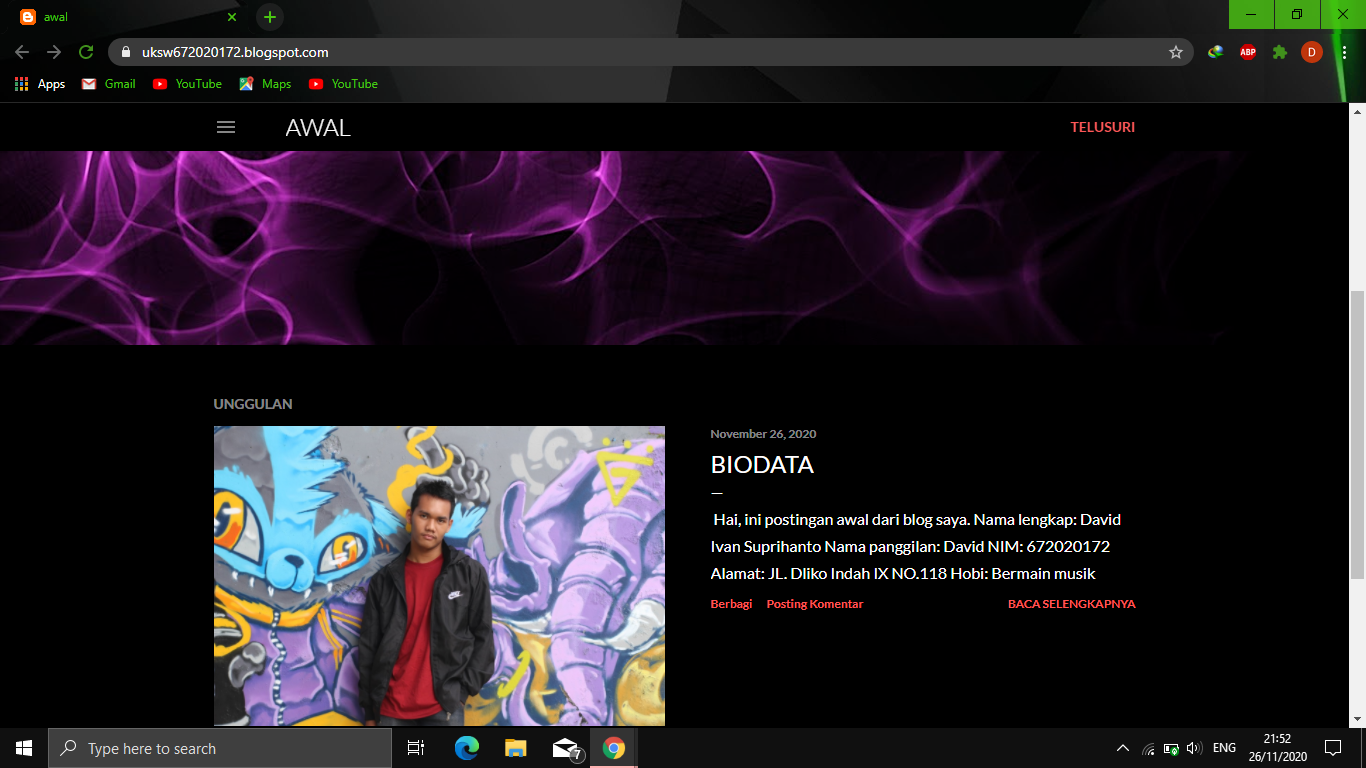 awal
uksw672020172.blogspot.com
ABP
D
Apps Gmail YouTube Maps YouTube
AWAL
TELUSURI
UNGGULAN
November 26, 2020
BIODATA
Hai, ini postingan awal dari blog saya. Nama lengkap: David
Ivan Suprihanto Nama panggilan: David NIM: 672020172
Alamat: JL. Dliko Indah IX NO.118 Hobi: Bermain musik
Berbagi Posting Komentar BACA SELENGKAPNYA
Type here to search
7
ENG
21:52
26/11/2020